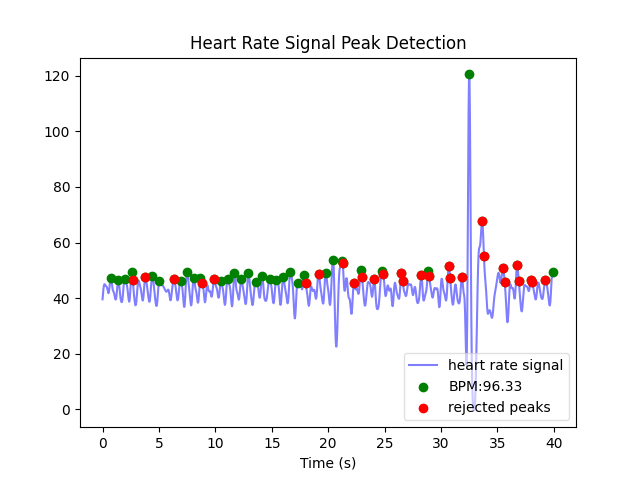 Heart Rate Signal Peak Detection
120
100
80
60
40
20
0
heart rate signal
BPM:96.33
rejected peaks
0 5 10 15 20 25 30 35 40
Time (s)